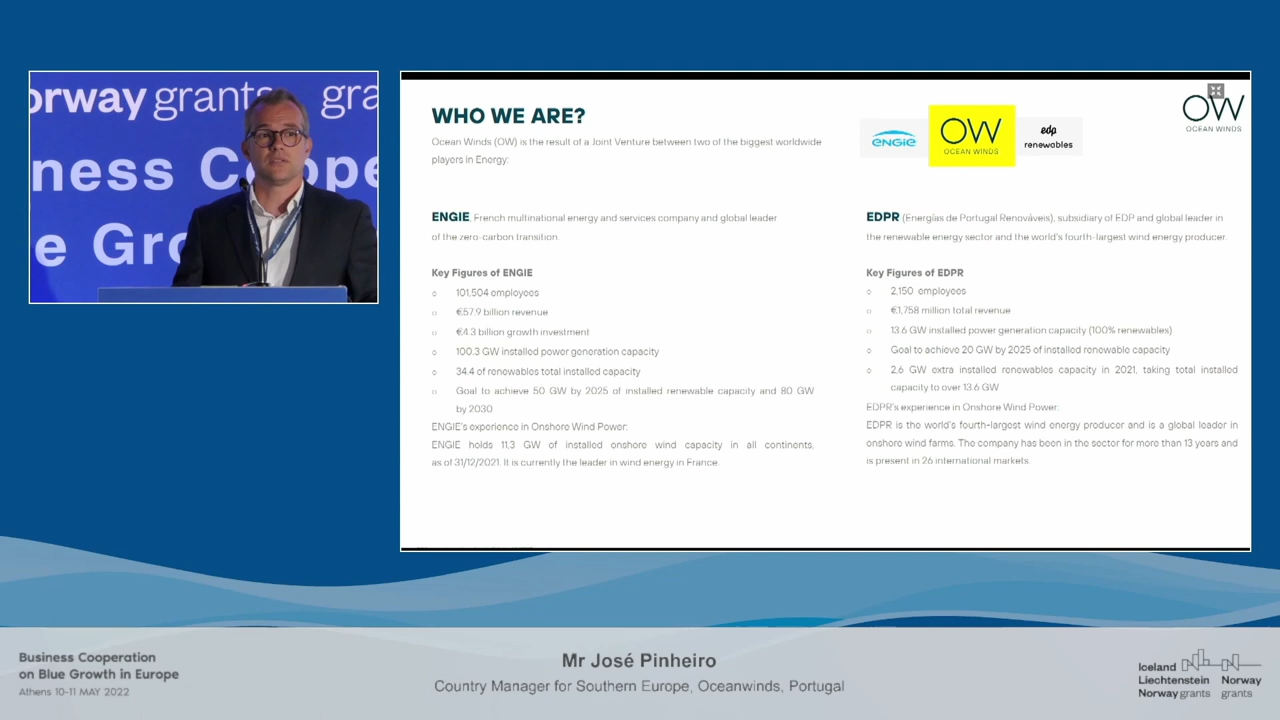 orway grants gra
ness Coope
e Gro
WHO WE ARE?
Ocean Winds (OW) is the result of a Joint Venture between two of the biggest worldwide
players in Energy:
ENGIE
OW
OCEAN WINDS
edp
renewables
OW
OCEAN WINDS
ENGIE, French multinational energy and services company and global leader
of the zero-carbon transition.
Key Figures of ENGIE
○ 101,504 employees
○ €57.9 billion revenue
○ €4.3 billion growth investment
○ 100.3 GW installed power generation capacity
○ 34.4 of renewables total installed capacity
○ Goal to achieve 50 GW by 2025 of installed renewable capacity and 80 GW
by 2030
ENGIE's experience in Onshore Wind Power:
ENGIE holds 11,3 GW of installed onshore wind capacity in all continents,
as of 31/12/2021. It is currently the leader in wind energy in France.
EDPR (Energías de Portugal Renováveis), subsidiary of EDP and global leader in
the renewable energy sector and the world's fourth-largest wind energy producer.
Key Figures of EDPR
○ 2,150 employees
○ €1,758 million total revenue
○ 13.6 GW installed power generation capacity (100% renewables)
○ Goal to achieve 20 GW by 2025 of installed renewable capacity
○ 2.6 GW extra installed renewables capacity in 2021, taking total installed
capacity to over 13.6 GW
EDPR's experience in Onshore Wind Power:
EDPR is the world's fourth-largest wind energy producer and is a global leader in
onshore wind farms. The company has been in the sector for more than 13 years and
is present in 26 international markets.
Business Cooperation
on Blue Growth in Europe
Athens 10-11 MAY 2022
Mr José Pinheiro
Country Manager for Southern Europe, Oceanwinds, Portugal
Iceland
Liechtenstein
Norway grants
Norway
grants